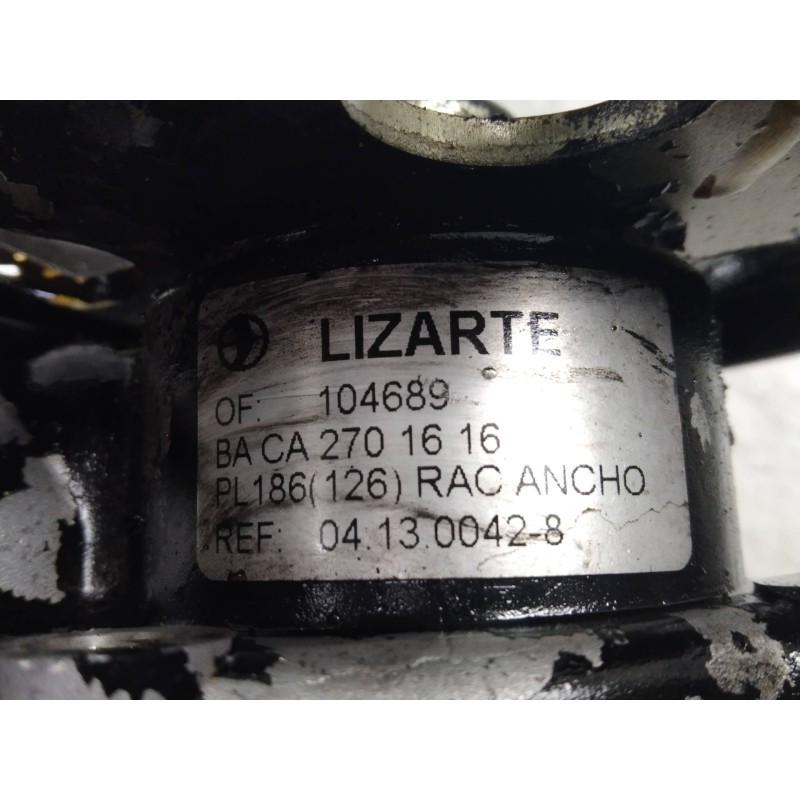 LIZARTE
OF: 104689
BA CA 270 16 16
PL186(126) RAC ANCHO
REF: 04.13.0042-8